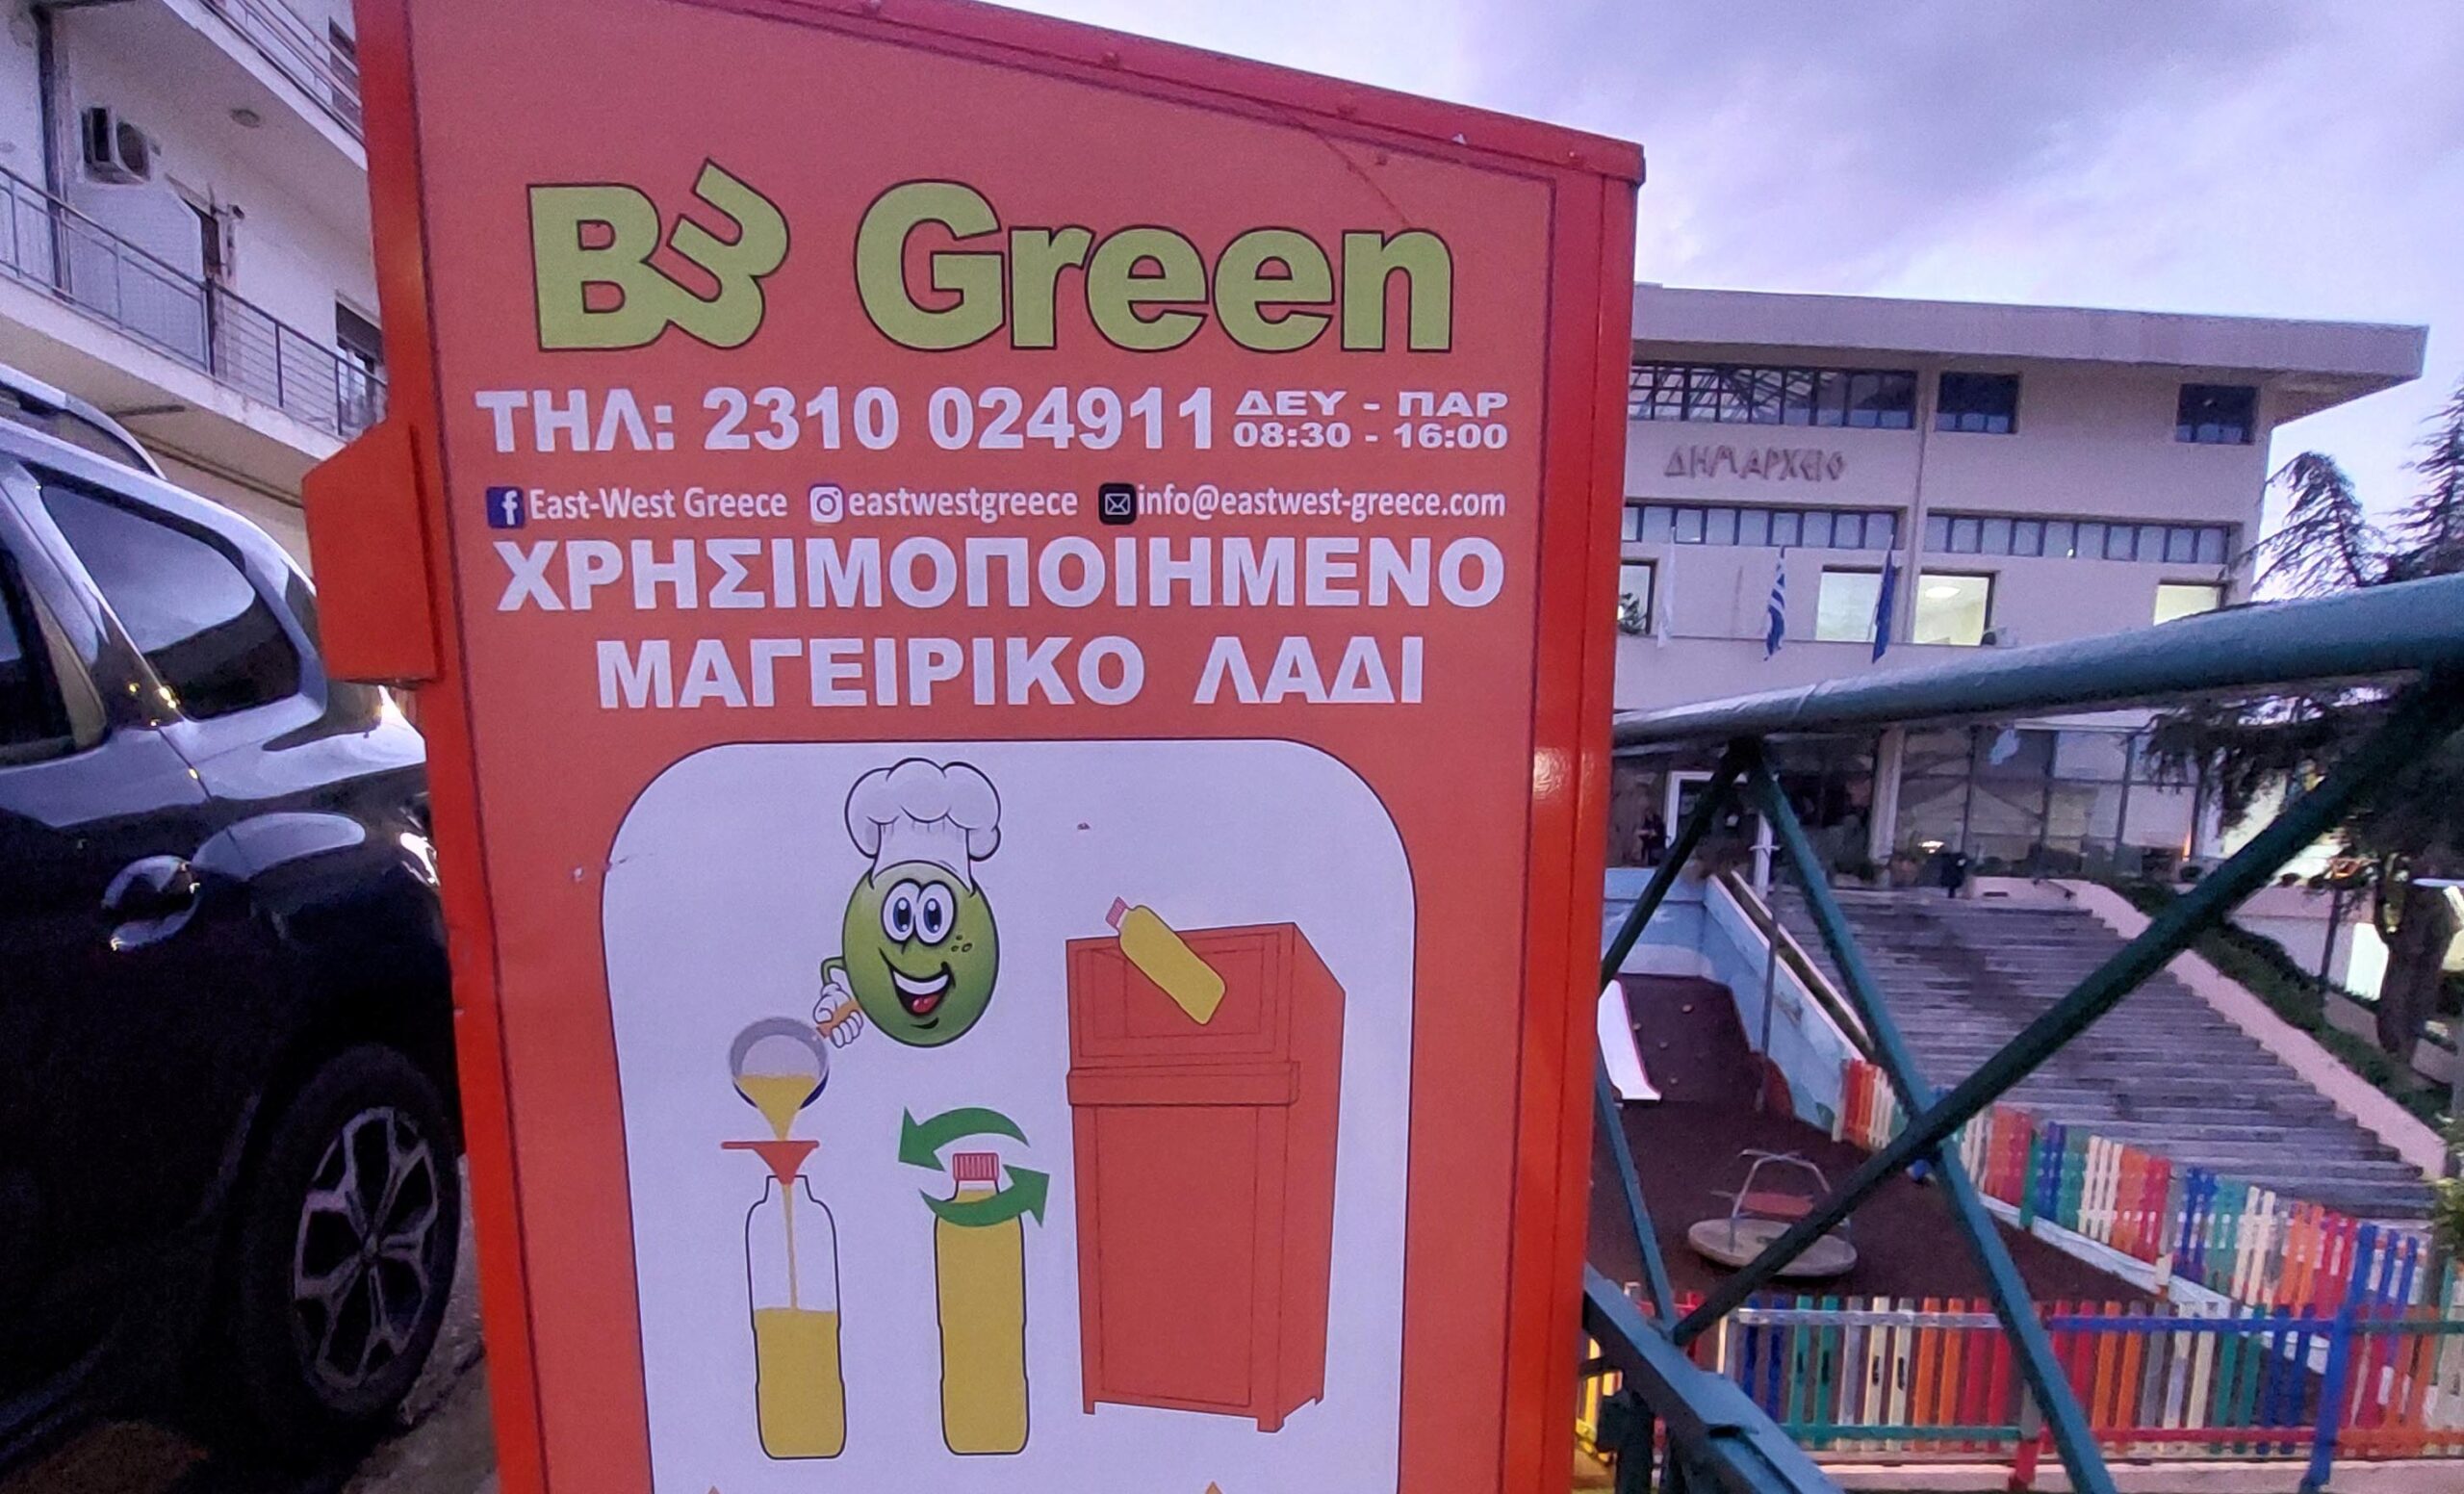 Bω Green
ΤΗΛ: 2310 024911 ΔΕΥ - ΠΑΡ
08:30 - 16:00
East-West Greece eastwestgreece info@eastwest-greece.com
ΧΡΗΣΙΜΟΠΟΙΗΜΕΝΟ
ΜΑΓΕΙΡΙΚΟ ΛΑΔΙ
ΔΗΜΑΡΧΕΙΟ